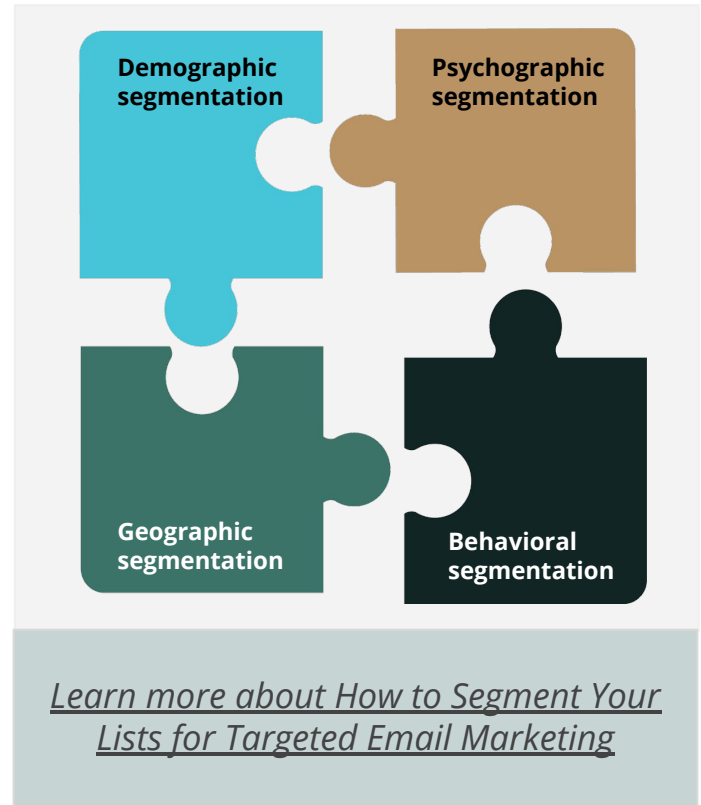 Demographic
segmentation
Psychographic
segmentation
Geographic
segmentation
Behavioral
segmentation
Learn more about How to Segment Your
Lists for Targeted Email Marketing